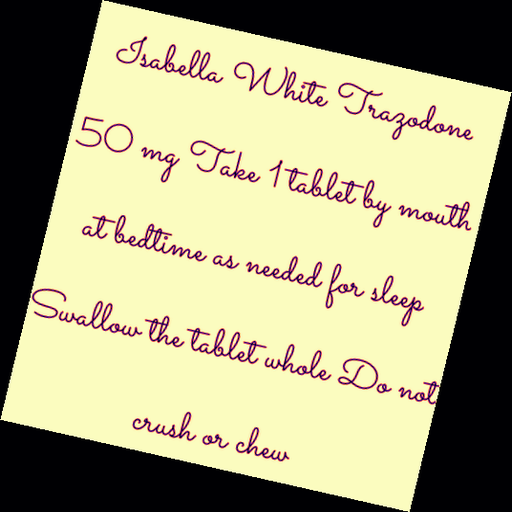 Isabella White Trazodone
50 mg Take 1 tablet by mouth
at bedtime as needed for sleep
Swallow the tablet whole Do not
crush or chew